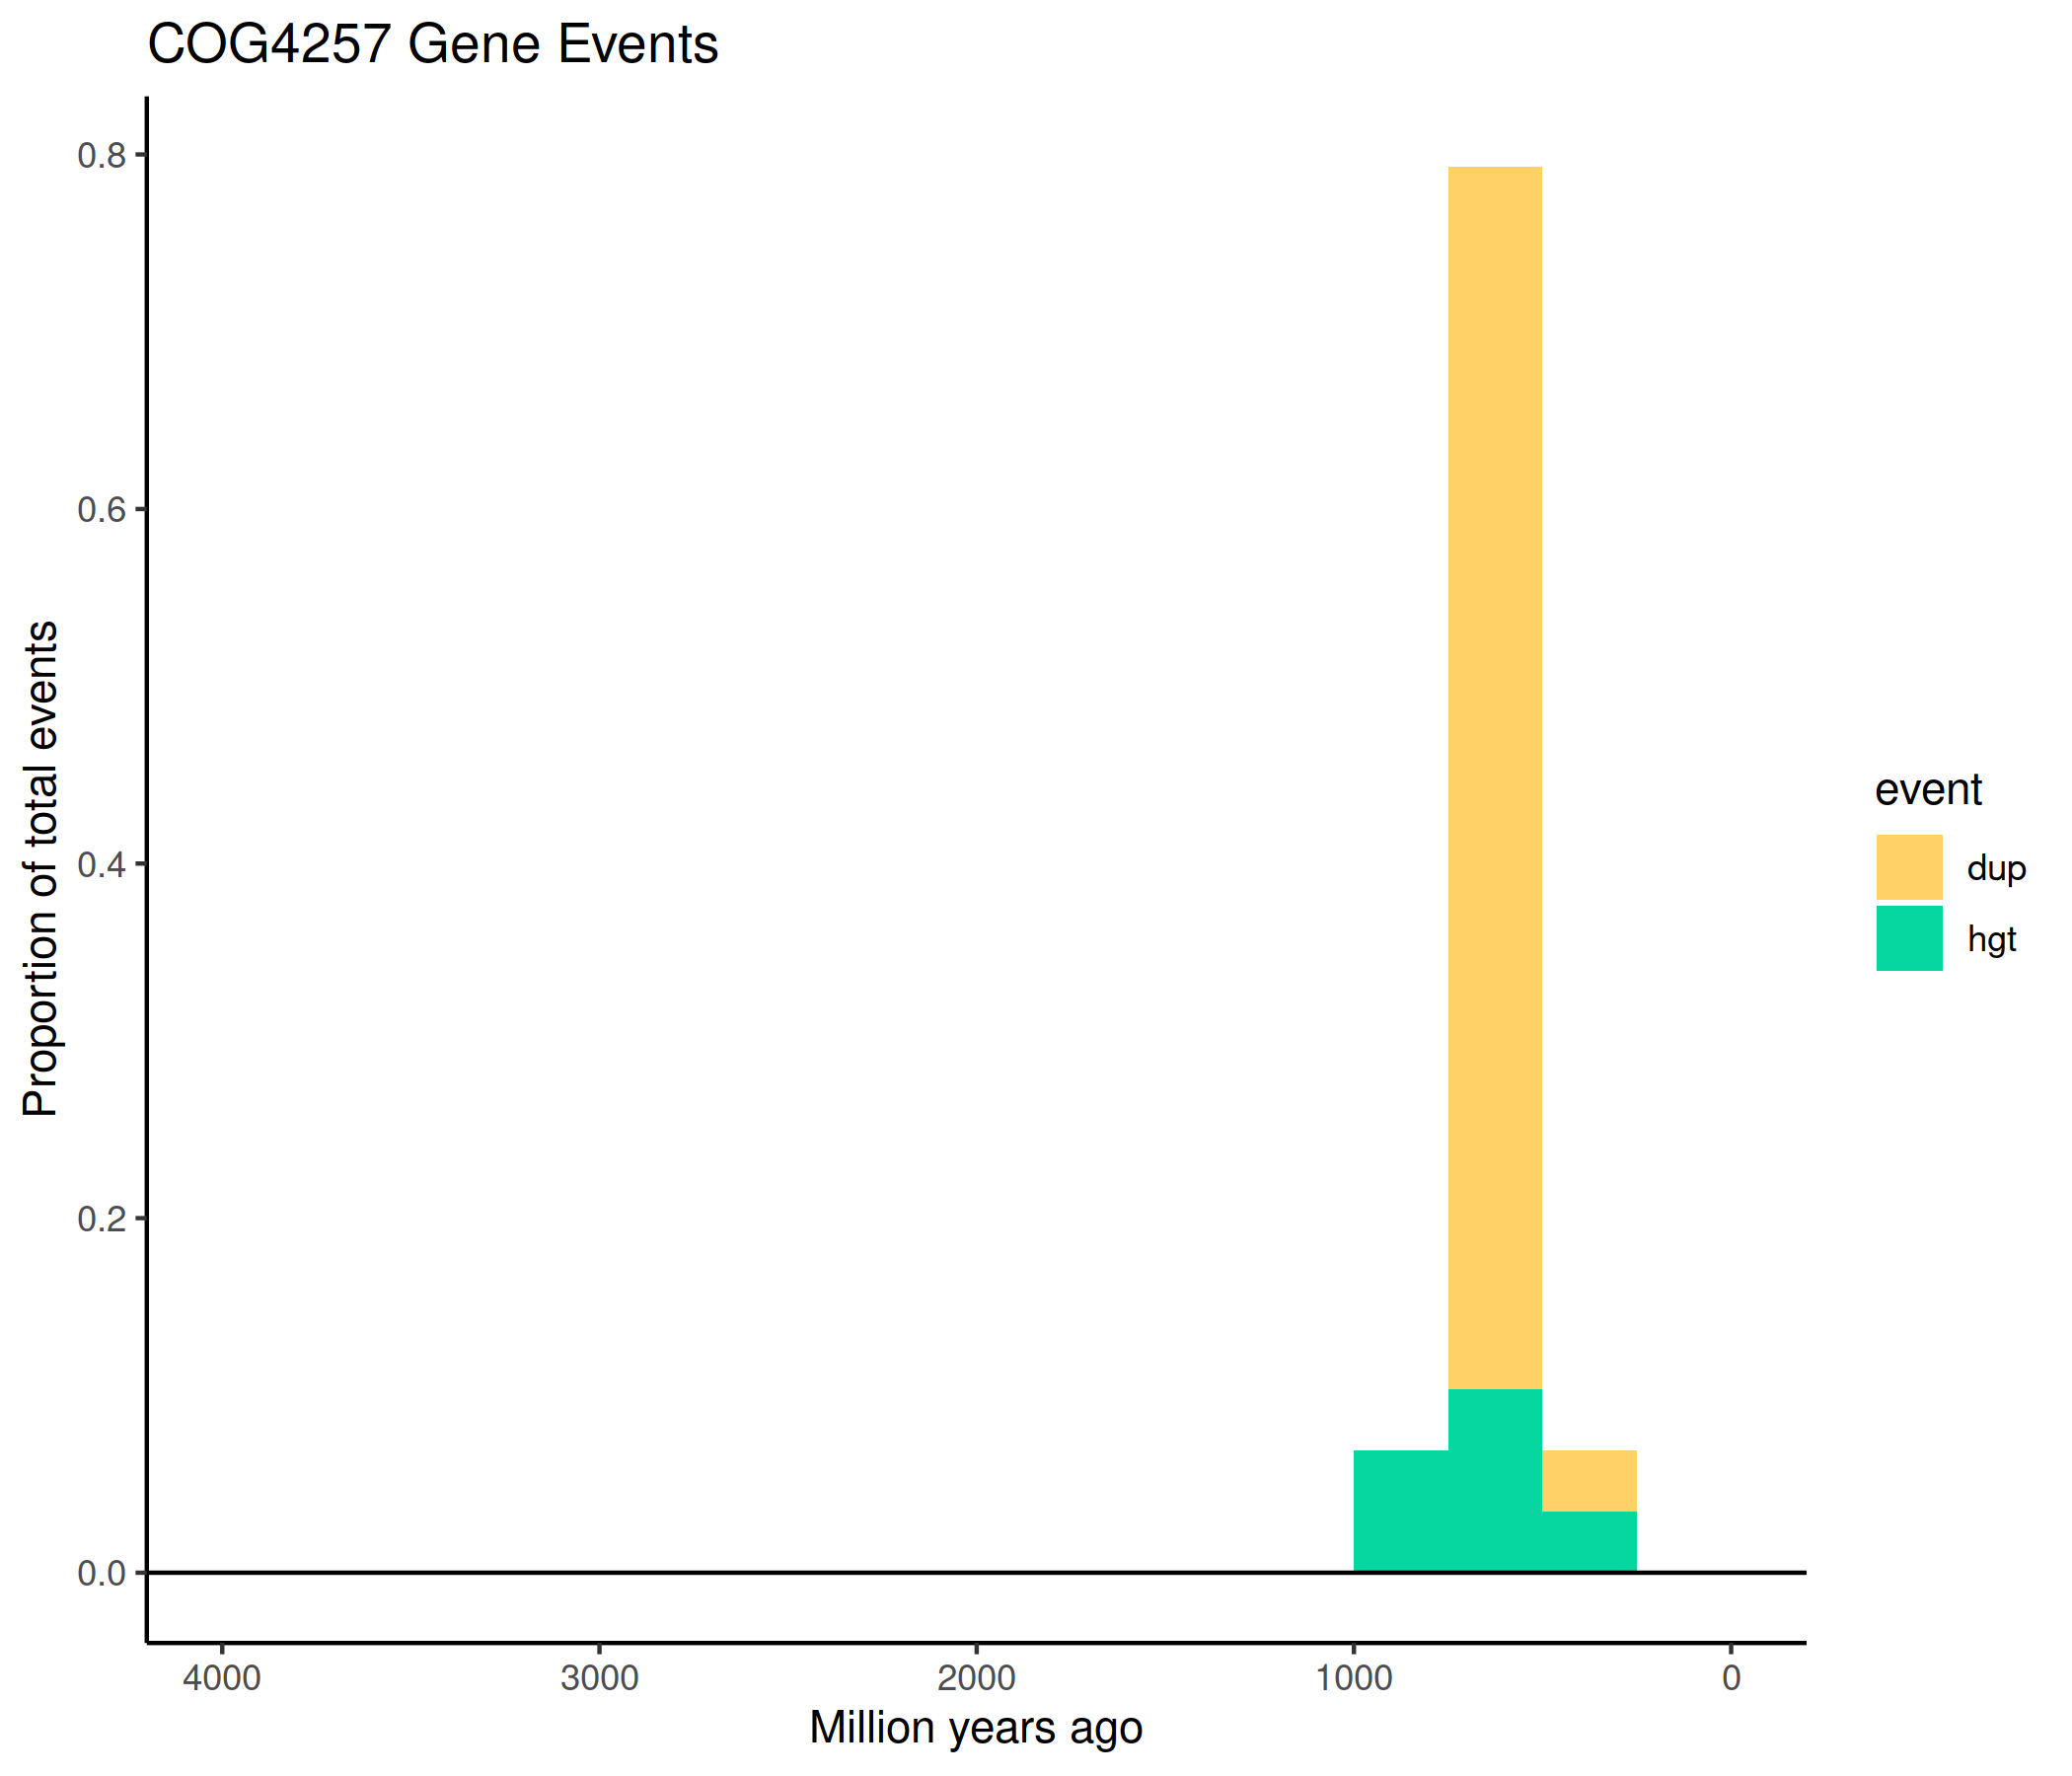 COG4257 Gene Events
Proportion of total events
0.8
0.6
0.4
0.2
0.0
4000 3000 2000 1000 0
Million years ago
event
dup
hgt